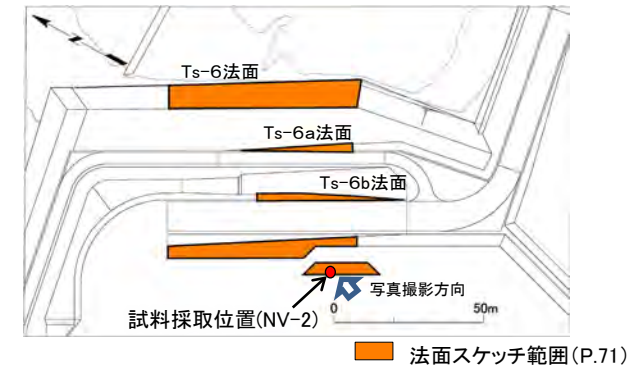 Ts-6法面
Ts-6a法面
Ts-6b法面
写真撮影方向
試料採取位置(NV-2)
0 50m
法面スケッチ範囲(P.71)